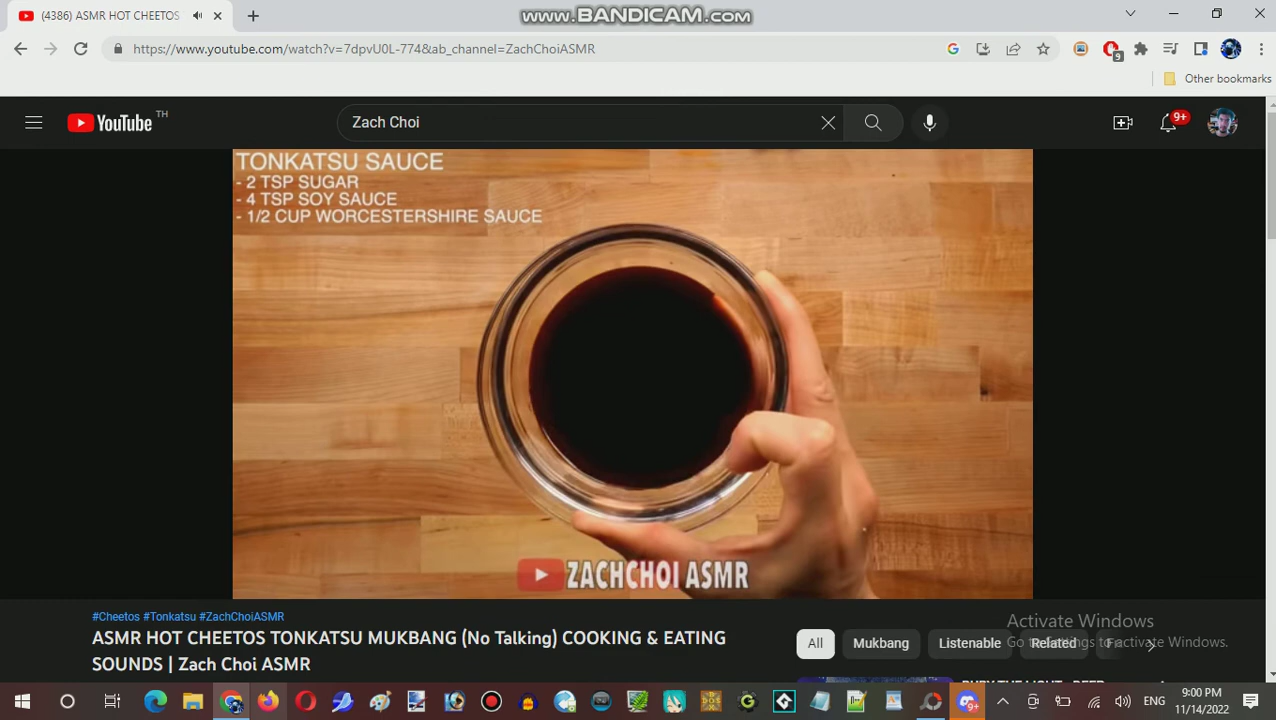 (4386) ASMR HOT CHEETOS
www.BANDICAM.com
https://www.youtube.com/watch?v=7dpvU0L-774&ab_channel=ZachChoiASMR
9
Other bookmarks
YouTube TH
Zach Choi
9+
TONKATSU SAUCE
- 2 TSP SUGAR
- 4 TSP SOY SAUCE
- 1/2 CUP WORCESTERSHIRE SAUCE
ZACHCHOI ASMR
#Cheetos #Tonkatsu #ZachChoiASMR
ASMR HOT CHEETOS TONKATSU MUKBANG (No Talking) COOKING & EATING
SOUNDS | Zach Choi ASMR
Activate Windows
Go to Settings to activate Windows.
All
Mukbang
Listenable
Related
9+
ENG
9:00 PM
11/14/2022